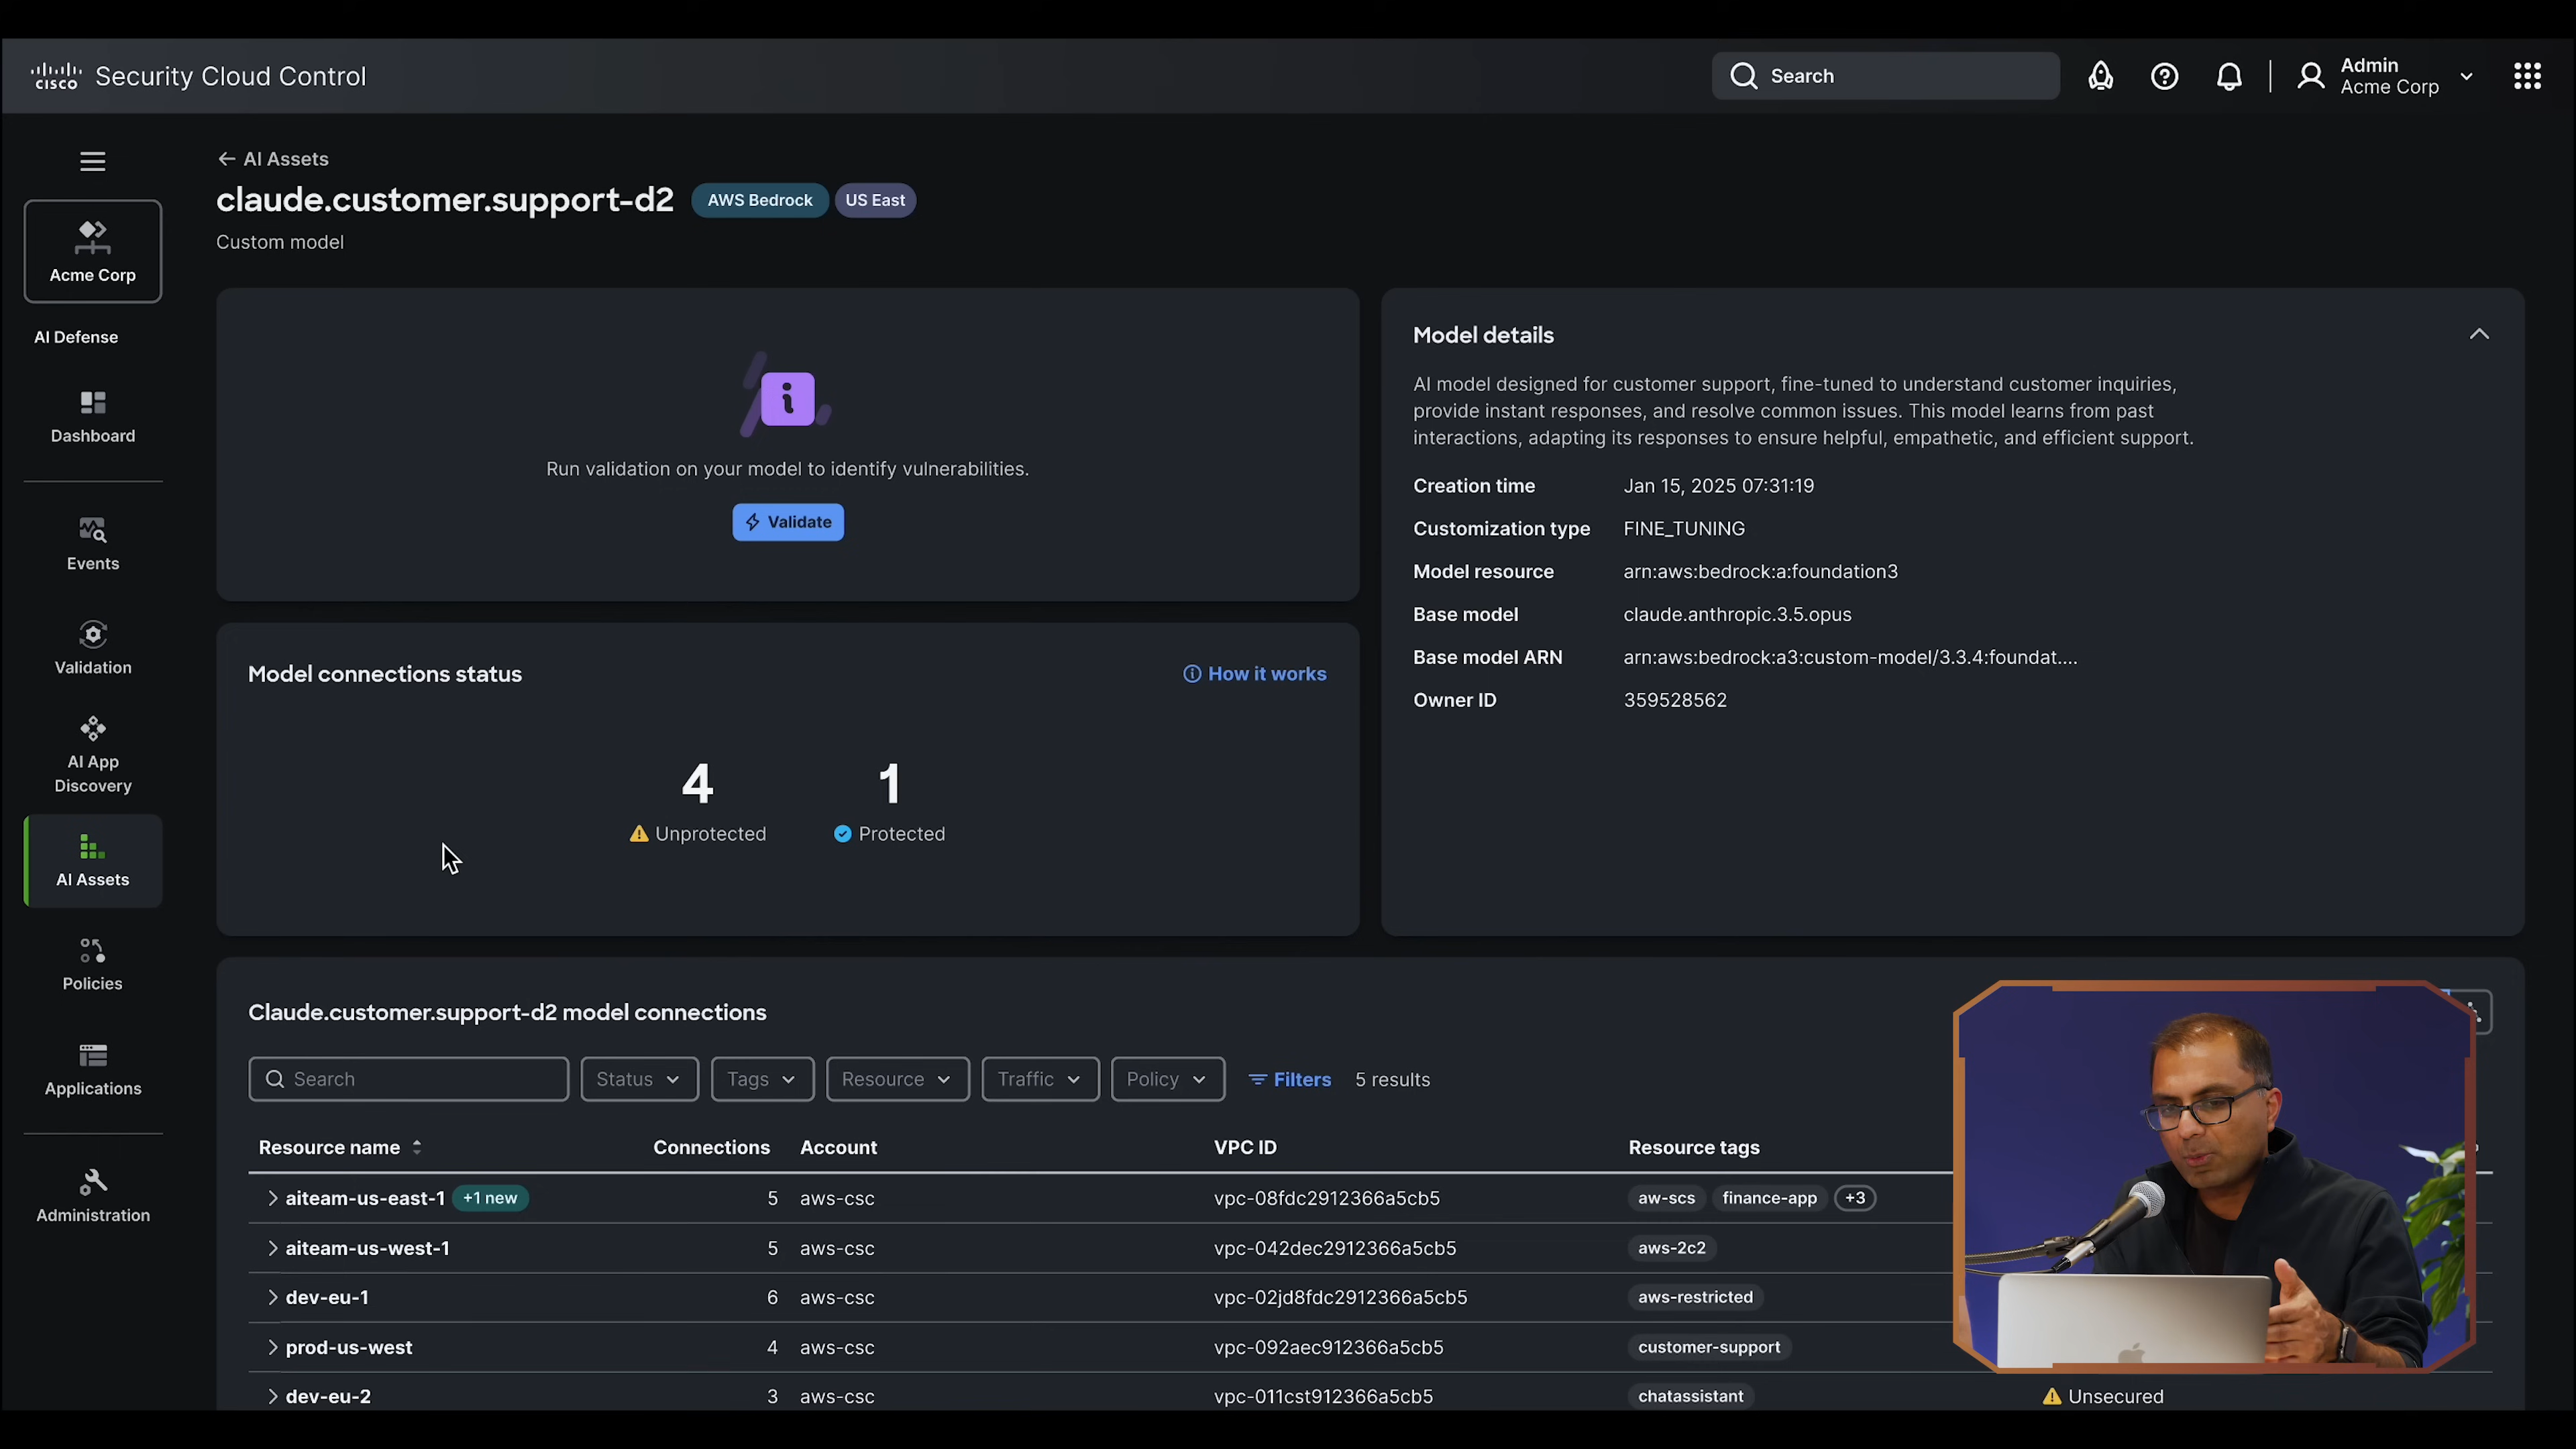 CISCO Security Cloud Control
Search
Admin
Acme Corp
Acme Corp
AI Defense
Dashboard
Events
Validation
AI App
Discovery
AI Assets
Policies
Applications
Administration
AI Assets
claude.customer.support-d2 AWS Bedrock US East
Custom model
Run validation on your model to identify vulnerabilities.
Validate
Model details
AI model designed for customer support, fine-tuned to understand customer inquiries,
provide instant responses, and resolve common issues. This model learns from past
interactions, adapting its responses to ensure helpful, empathetic, and efficient support.
Creation time Jan 15, 2025 07:31:19
Customization type FINE_TUNING
Model resource arn:aws:bedrock:a:foundation3
Base model claude.anthropic.3.5.opus
Base model ARN arn:aws:bedrock:a3:custom-model/3.3.4:foundat....
Owner ID 359528562
Model connections status How it works
4 1
Unprotected Protected
Claude.customer.support-d2 model connections
Search Status Tags Resource Traffic Policy Filters 5 results
Resource name Connections Account VPC ID Resource tags
aiteam-us-east-1 +1 new 5 aws-csc vpc-08fdc2912366a5cb5 aw-scs finance-app +3
aiteam-us-west-1 5 aws-csc vpc-042dec2912366a5cb5 aws-2c2
dev-eu-1 6 aws-csc vpc-02jd8fdc2912366a5cb5 aws-restricted
prod-us-west 4 aws-csc vpc-092aec912366a5cb5 customer-support
dev-eu-2 3 aws-csc vpc-011cst912366a5cb5 chatassistant Unsecured